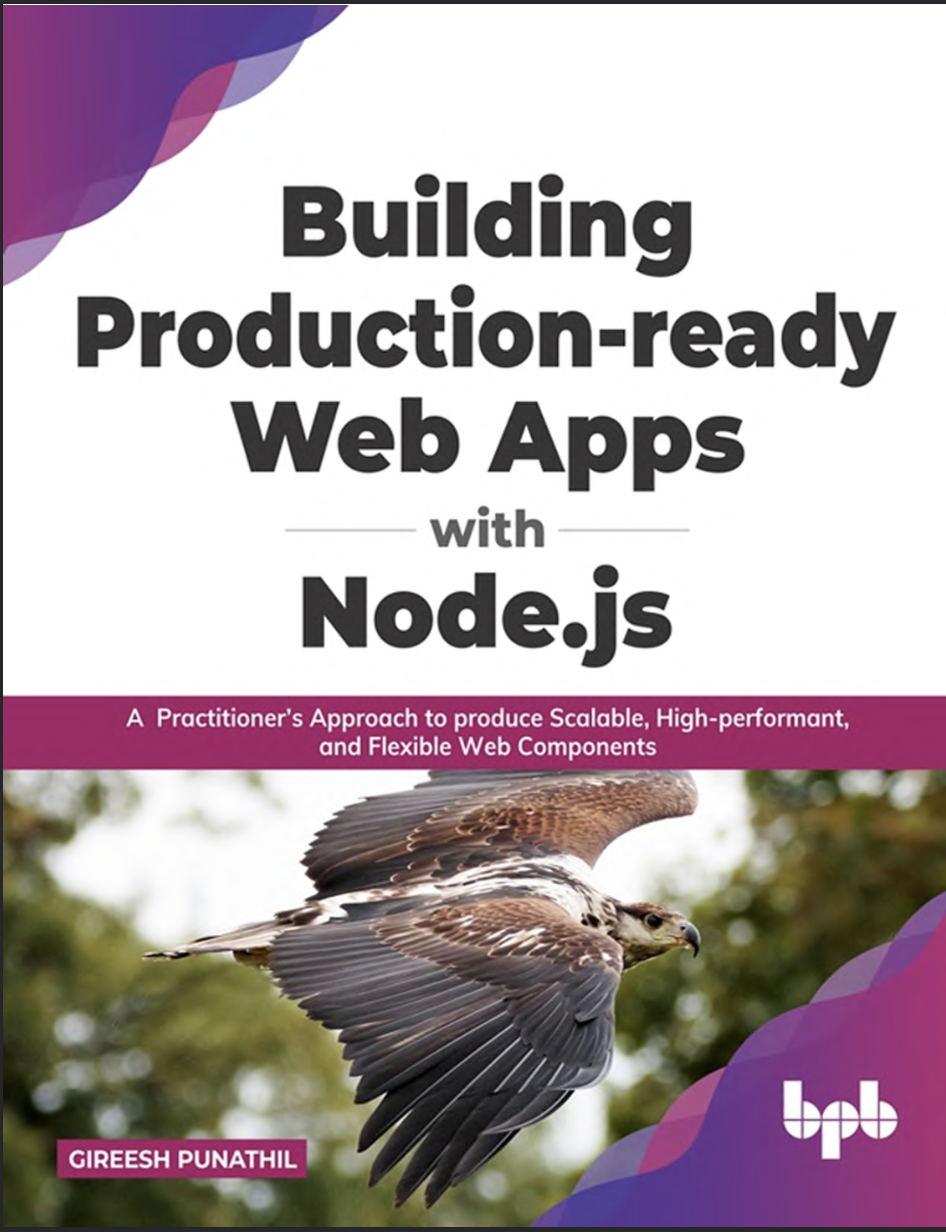 Building
Production-ready
Web Apps
with
Node.js
A Practitioner's Approach to produce Scalable, High-performant,
and Flexible Web Components
GIREESH PUNATHIL
bpb